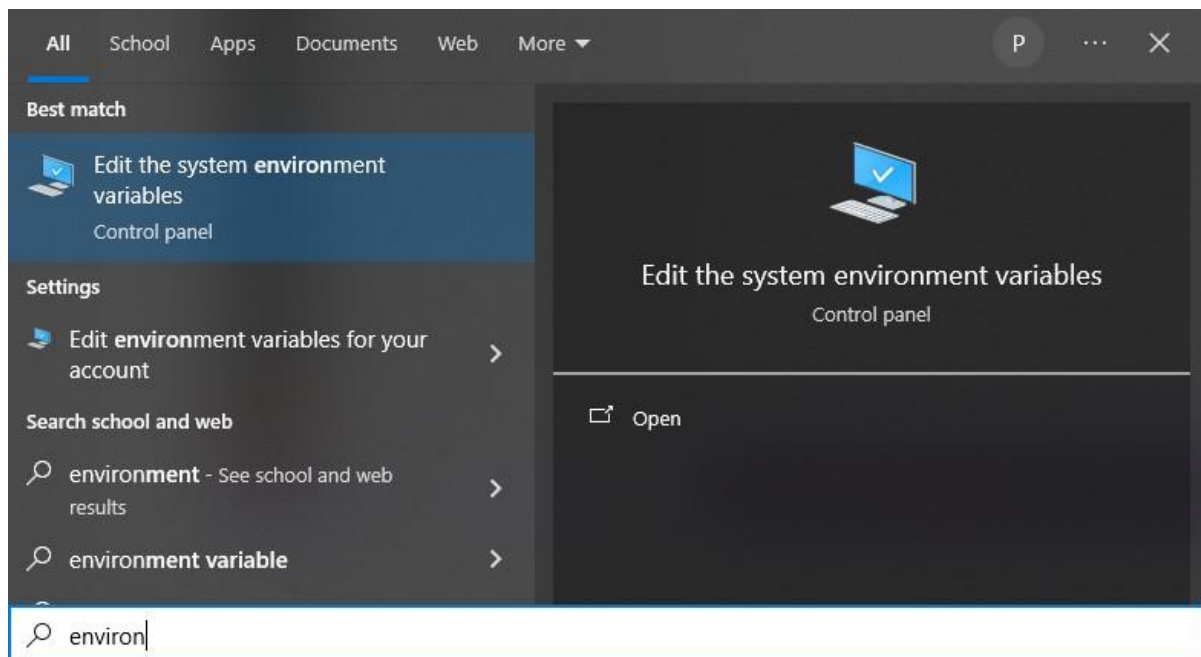 All School Apps Documents Web More P ...
Best match
Edit the system environment
variables
Control panel
Settings
Edit environment variables for your
account
Search school and web
environment - See school and web
results
environment variable
environ
Edit the system environment variables
Control panel
Open